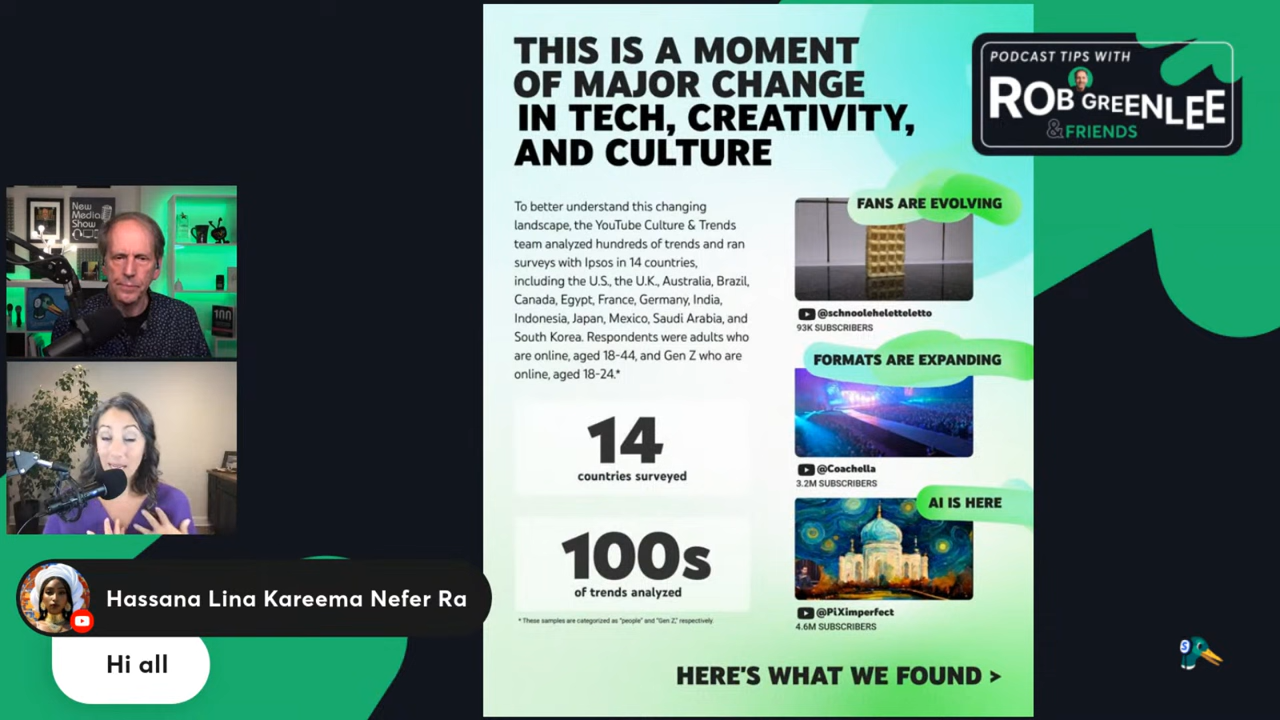 THIS IS A MOMENT
OF MAJOR CHANGE
IN TECH, CREATIVITY,
AND CULTURE
To better understand this changing
landscape, the YouTube Culture & Trends
team analyzed hundreds of trends and ran
surveys with Ipsos in 14 countries,
including the U.S., the U.K., Australia, Brazil,
Canada, Egypt, France, Germany, India,
Indonesia, Japan, Mexico, Saudi Arabia, and
South Korea. Respondents were adults who
are online, aged 18-44, and Gen Z who are
online, aged 18-24.*
14
countries surveyed
100s
of trends analyzed
* These samples are categorized as "people" and "Gen Z," respectively
FANS ARE EVOLVING
@schnoeleheletteletto
93K SUBSCRIBERS
FORMATS ARE EXPANDING
@Coachella
3.2M SUBSCRIBERS
AI IS HERE
@PiXimperfect
4.6M SUBSCRIBERS
HERE'S WHAT WE FOUND >
PODCAST TIPS WITH
ROB GREENLEE
& FRIENDS
New
Media
Show
100
Hassana Lina Kareema Nefer Ra
Hi all
S